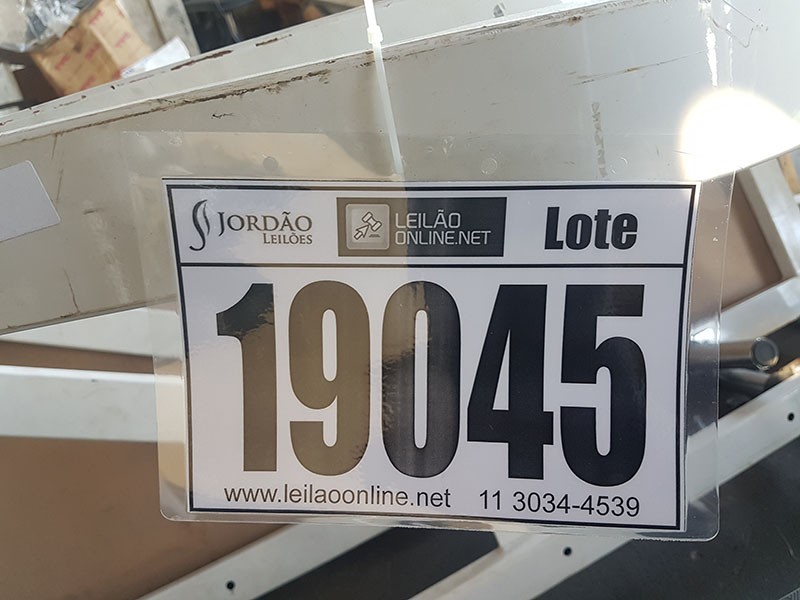 JORDÃO
LEILÕES
LEILÃO
ONLINE.NET
Lote
19045
www.leilaoonline.net 11 3034-4539